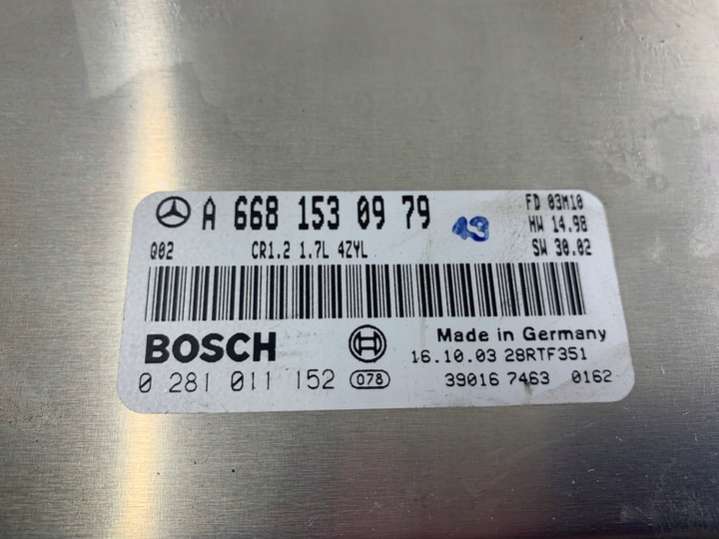 A 668 153 09 79
43
FD 03M10
HW 14.98
SW 30.02
Q02 CR1.2 1.7L 4ZYL
BOSCH
Made in Germany
16.10.03 28RTF351
0 281 011 152 078
39016 7463 0162